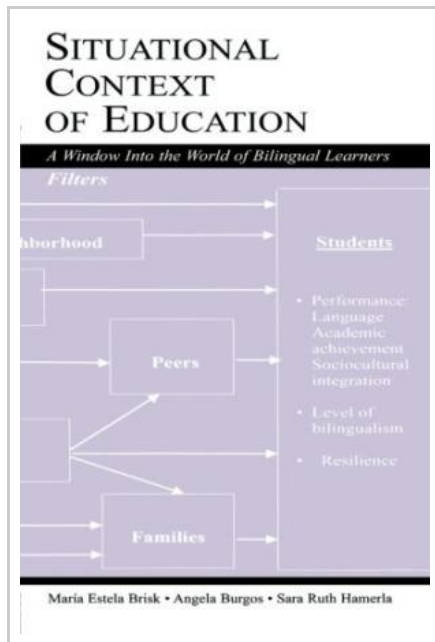 SITUATIONAL
CONTEXT
OF EDUCATION
A Window Into the World of Bilingual Learners
Filters
hborhood
Students
• Performance:
Language
Academic
achievement
Sociocultural
integration
Peers
• Level of
bilingualism
• Resilience
Families
María Estela Brisk • Angela Burgos • Sara Ruth Hamerla